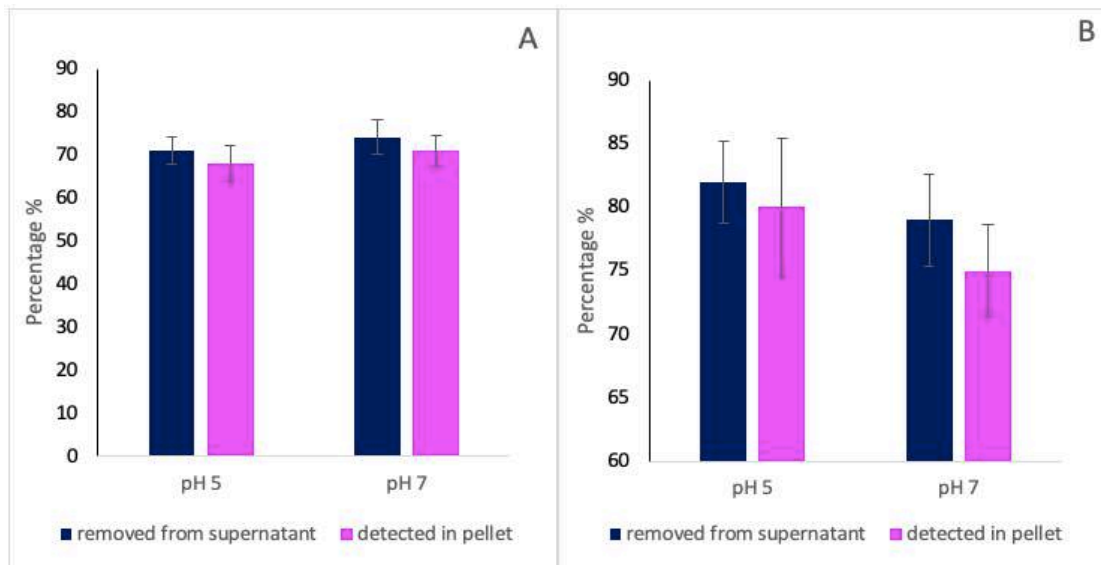 A
Percentage %
90
80
70
60
50
40
30
20
10
0
pH 5 pH 7
removed from supernatant detected in pellet
B
Percentage %
90
85
80
75
70
65
60
pH 5 pH 7
removed from supernatant detected in pellet